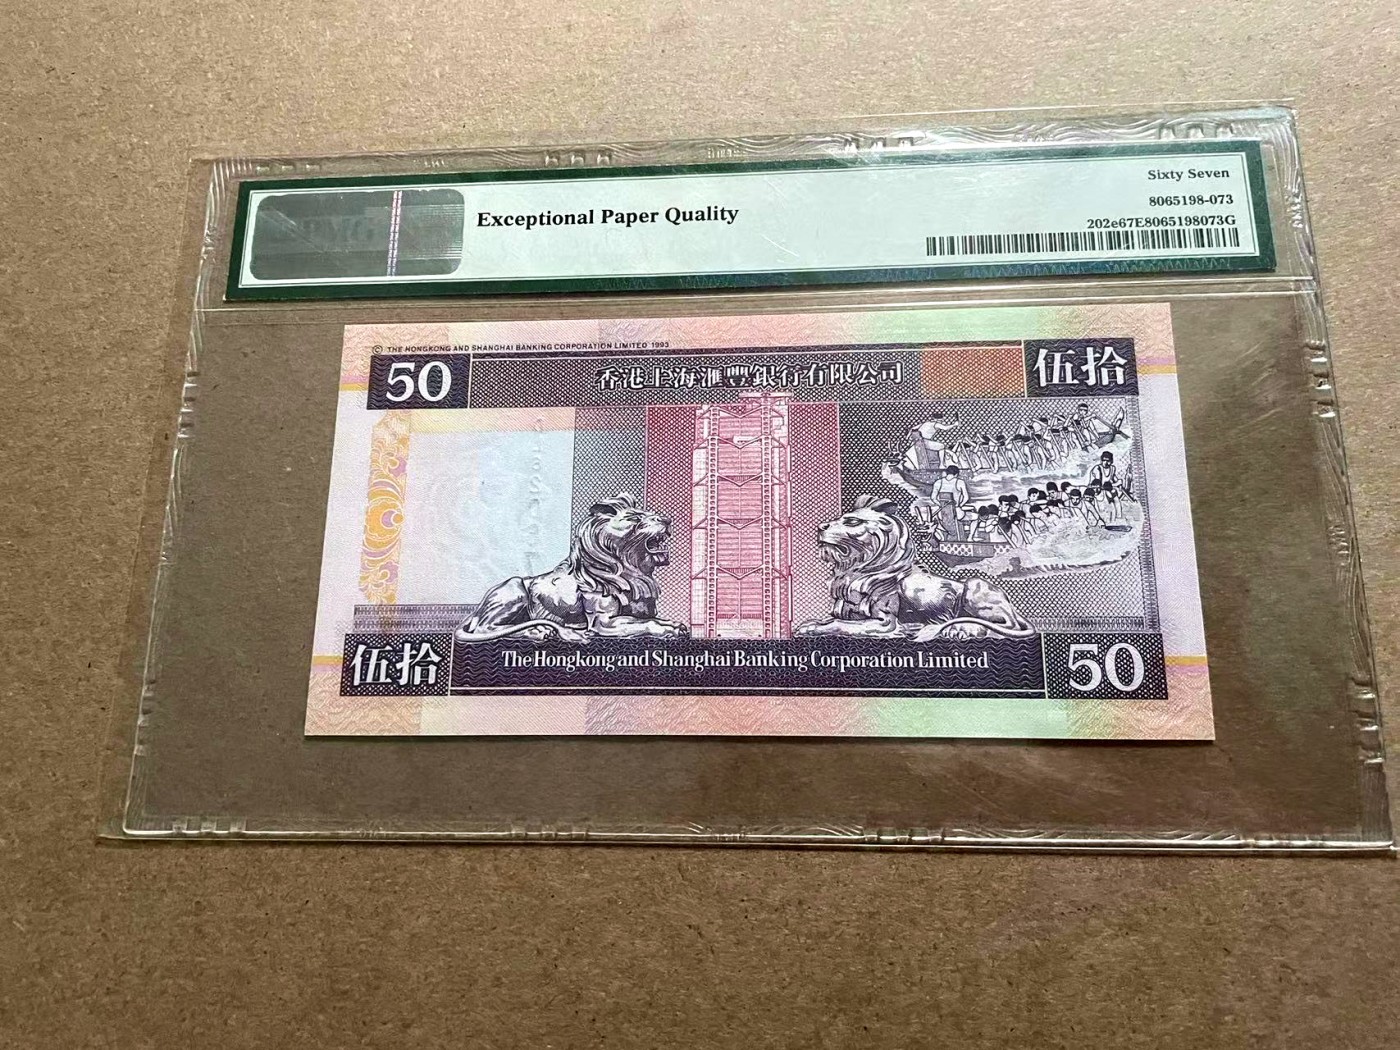 PMG
Exceptional Paper Quality
Sixty Seven
8065198-073
202e67E8065198073G
© THE HONGKONG AND SHANGHAI BANKING CORPORATION LIMITED 1993
50
香港上海滙豐銀行有限公司
伍拾
伍拾
The Hongkong and Shanghai Banking Corporation Limited
50